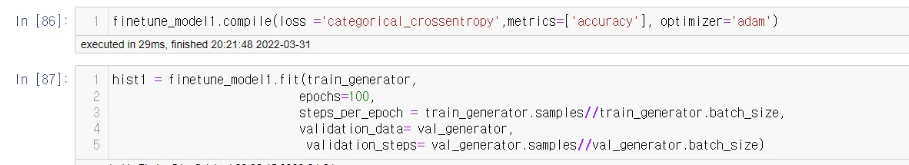 In [86]: 1 finetune_model1.compile(loss ='categorical_crossentropy',metrics=['accuracy'], optimizer='adam')
executed in 29ms, finished 20:21:48 2022-03-31
In [87]: 1 hist1 = finetune_model1.fit(train_generator,
2 epochs=100,
3 steps_per_epoch = train_generator.samples//train_generator.batch_size,
4 validation_data= val_generator,
5 validation_steps= val_generator.samples//val_generator.batch_size)